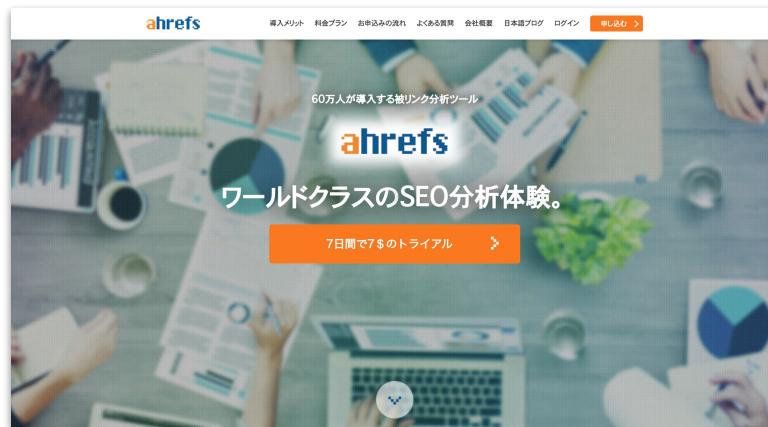 ahrefs 導入メリット 料金プラン お申込みの流れ よくある質問 会社概要 日本語ブログ ログイン 申し込む
60万人が導入する被リンク分析ツール
ahrefs
ワールドクラスのSEO分析体験。
7日間で7$のトライアル